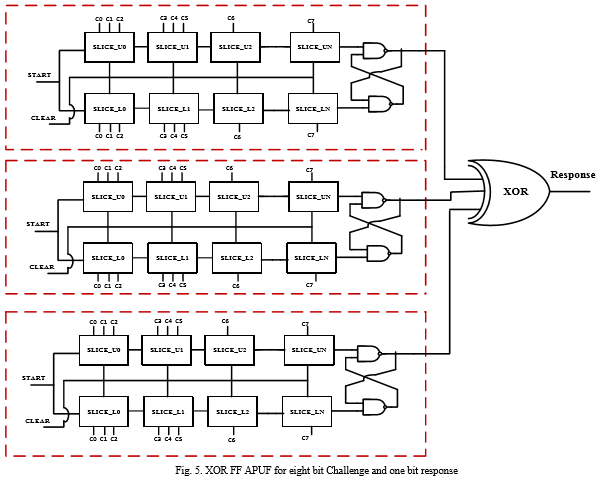 C0 C1 C2 C3 C4 C5 C6 C7
SLICE_U0 SLICE_U1 SLICE_U2 SLICE_UN
START
SLICE_L0 SLICE_L1 SLICE_L2 SLICE_LN
CLEAR
C0 C1 C2 C3 C4 C5 C6 C7
C0 C1 C2 C3 C4 C5 C6 C7
SLICE_U0 SLICE_U1 SLICE_U2 SLICE_UN
START
SLICE_L0 SLICE_L1 SLICE_L2 SLICE_LN
CLEAR
C0 C1 C2 C3 C4 C5 C6 C7
C0 C1 C2 C3 C4 C5 C6 C7
SLICE_U0 SLICE_U1 SLICE_U2 SLICE_UN
START
SLICE_L0 SLICE_L1 SLICE_L2 SLICE_LN
CLEAR
C0 C1 C2 C3 C4 C5 C6 C7
XOR
Response
Fig. 5. XOR FF APUF for eight bit Challenge and one bit response